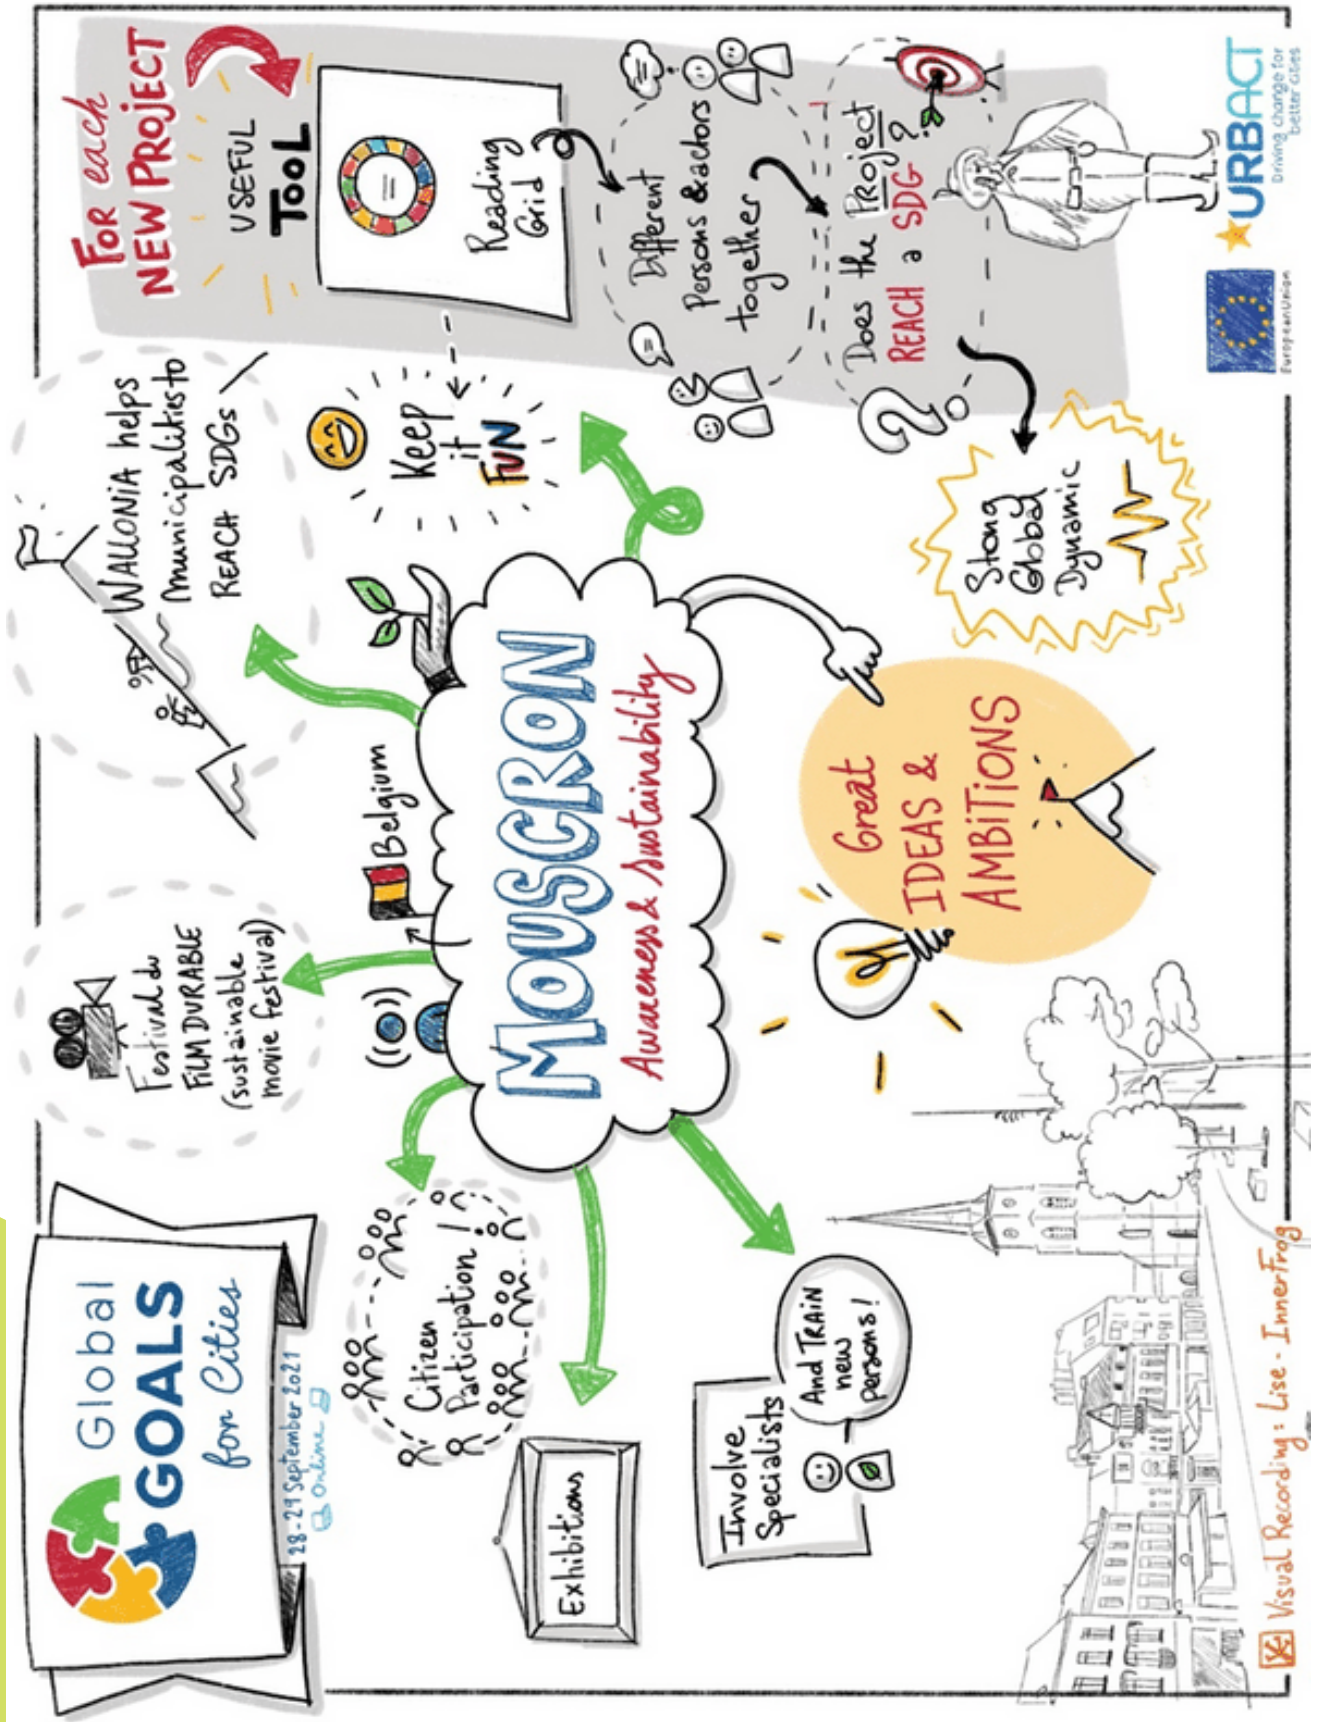 Global
GOALS
for Cities
28-29 September 2021
Online
Festival du
FILM DURABLE
(sustainable
movie festival)
WALLONIA helps
municipalities to
REACH SDGs
For each
NEW PROJECT
USEFUL
TOOL
Reading
Grid
Different
Persons & actors
together
Does the Project
REACH a SDG?
Keep
it
FUN
Belgium
MOUSCRON
Awareness & Sustainability
Citizen
Participation!
Exhibitions
Involve
Specialists
And TRAIN
new
persons!
Great
IDEAS &
AMBITIONS
Stong
Global
Dynamic
Visual Recording: Lise - InnerFrog
European Union
URBACT
Driving change for
better cities